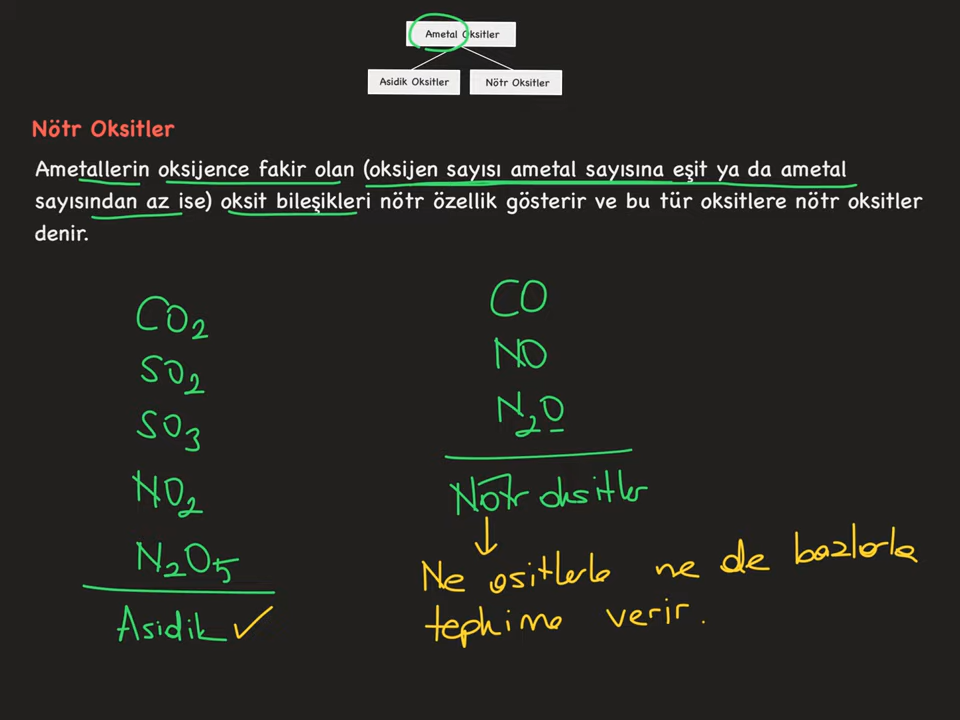 Ametal Oksitler
Asidik Oksitler
Nötr Oksitler
Nötr Oksitler
Ametallerin oksijence fakir olan (oksijen sayısı ametal sayısına eşit ya da ametal
sayısından az ise) oksit bileşikleri nötr özellik gösterir ve bu tür oksitlere nötr oksitler
denir.
CO₂
SO₂
SO₃
NO₂
N₂O₅
Asidik ✓
CO
NO
N₂O
Nötr oksitler
↓
Ne asitlerle ne de bazlarla
tepkime verir.